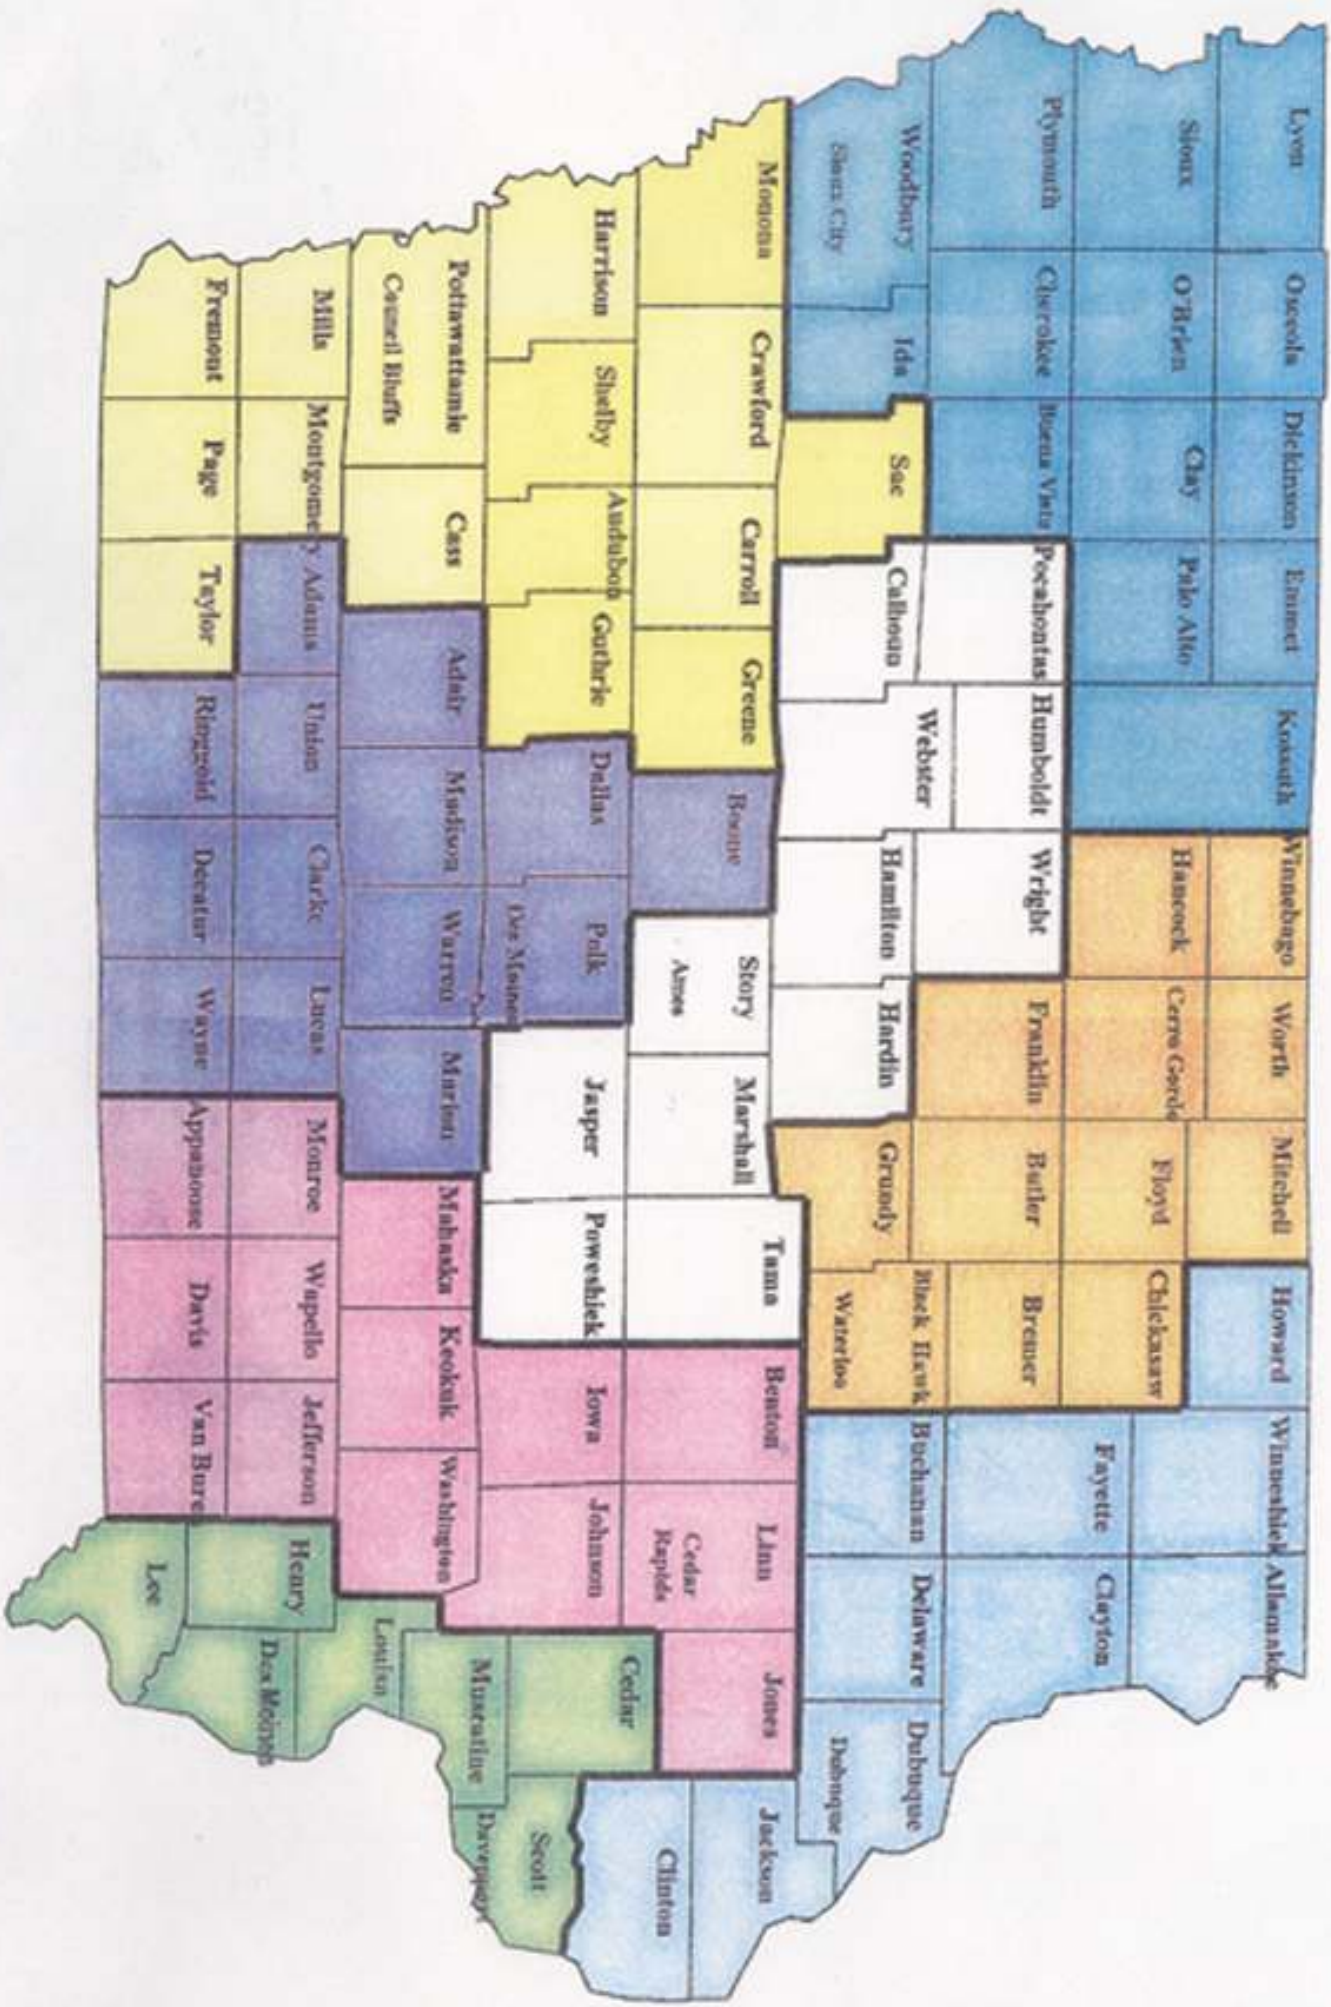 Lyon
Osceola
Dickinson
Emmet
Kossuth
Winnebago
Worth
Mitchell
Howard
Winneshiek
Allamakee
Sioux
O'Brien
Clay
Palo Alto
Hancock
Cerro Gordo
Floyd
Chickasaw
Fayette
Clayton
Plymouth
Cherokee
Buena Vista
Pocahontas
Humboldt
Wright
Franklin
Butler
Bremer
Woodbury
Sioux City
Ida
Sac
Calhoun
Webster
Hamilton
Hardin
Grundy
Black Hawk
Waterloo
Buchanan
Delaware
Dubuque
Dubuque
Monona
Crawford
Carroll
Greene
Boone
Story
Ames
Marshall
Tama
Benton
Linn
Cedar
Rapids
Jones
Jackson
Harrison
Shelby
Audubon
Guthrie
Dallas
Polk
Des Moines
Jasper
Poweshiek
Iowa
Johnson
Cedar
Clinton
Pottawattamie
Council Bluffs
Cass
Adair
Madison
Warren
Marion
Mahaska
Keokuk
Washington
Muscatine
Scott
Davenport
Mills
Montgomery
Adams
Union
Clarke
Lucas
Monroe
Wapello
Jefferson
Henry
Louisa
Des Moines
Fremont
Page
Taylor
Ringgold
Decatur
Wayne
Appanoose
Davis
Van Bure
Lee